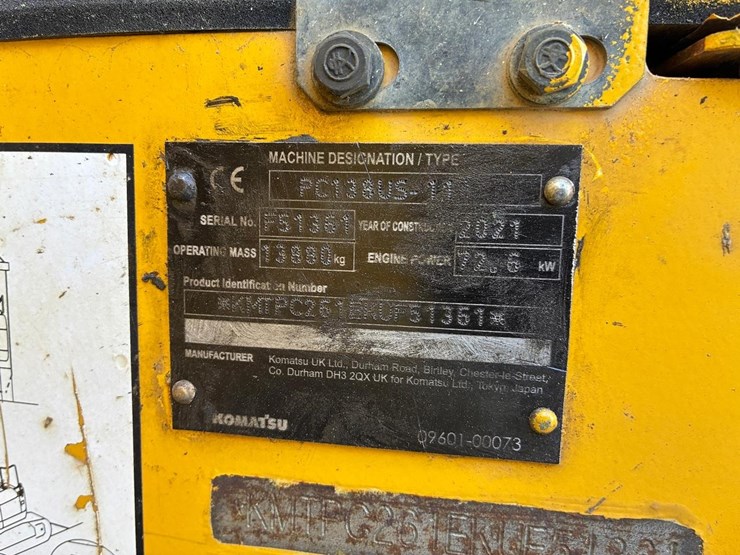 CE
MACHINE DESIGNATION / TYPE
PC138US-11
SERIAL No. F51361 YEAR OF CONSTRUCTION 2021
OPERATING MASS 13880 kg ENGINE POWER 72.6 kW
Product Identification Number
*KMTPC261EKUF51361*
MANUFACTURER Komatsu UK Ltd., Durham Road, Birtley, Chester-le-Street,
Co. Durham DH3 2QX UK for Komatsu Ltd., Tokyo, Japan
KOMATSU
09601-00073